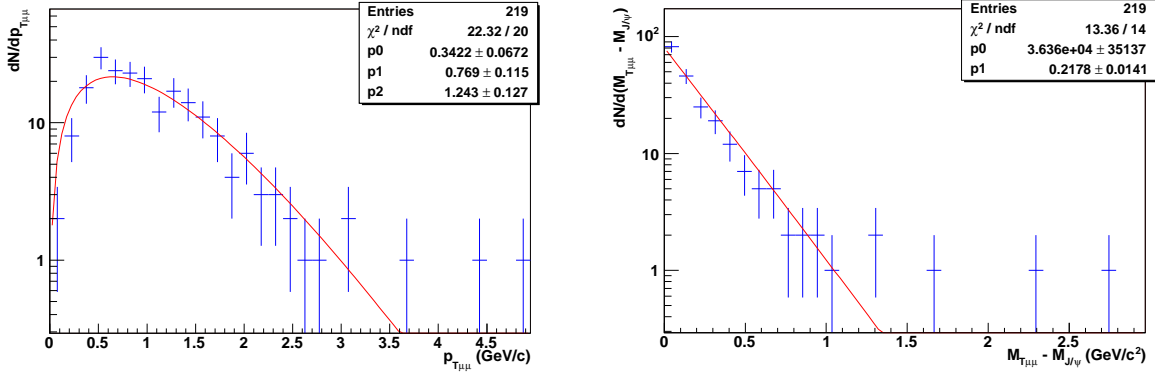 dN/dp_Tμμ
Entries 219
χ² / ndf 22.32 / 20
p0 0.3422 ± 0.0672
p1 0.769 ± 0.115
p2 1.243 ± 0.127
10
1
0 0.5 1 1.5 2 2.5 3 3.5 4 4.5
p_Tμμ (GeV/c)
dN/d(M_Tμμ - M_J/ψ)
Entries 219
χ² / ndf 13.36 / 14
p0 3.636e+04 ± 35137
p1 0.2178 ± 0.0141
10²
10
1
0 0.5 1 1.5 2 2.5
M_Tμμ - M_J/ψ (GeV/c²)